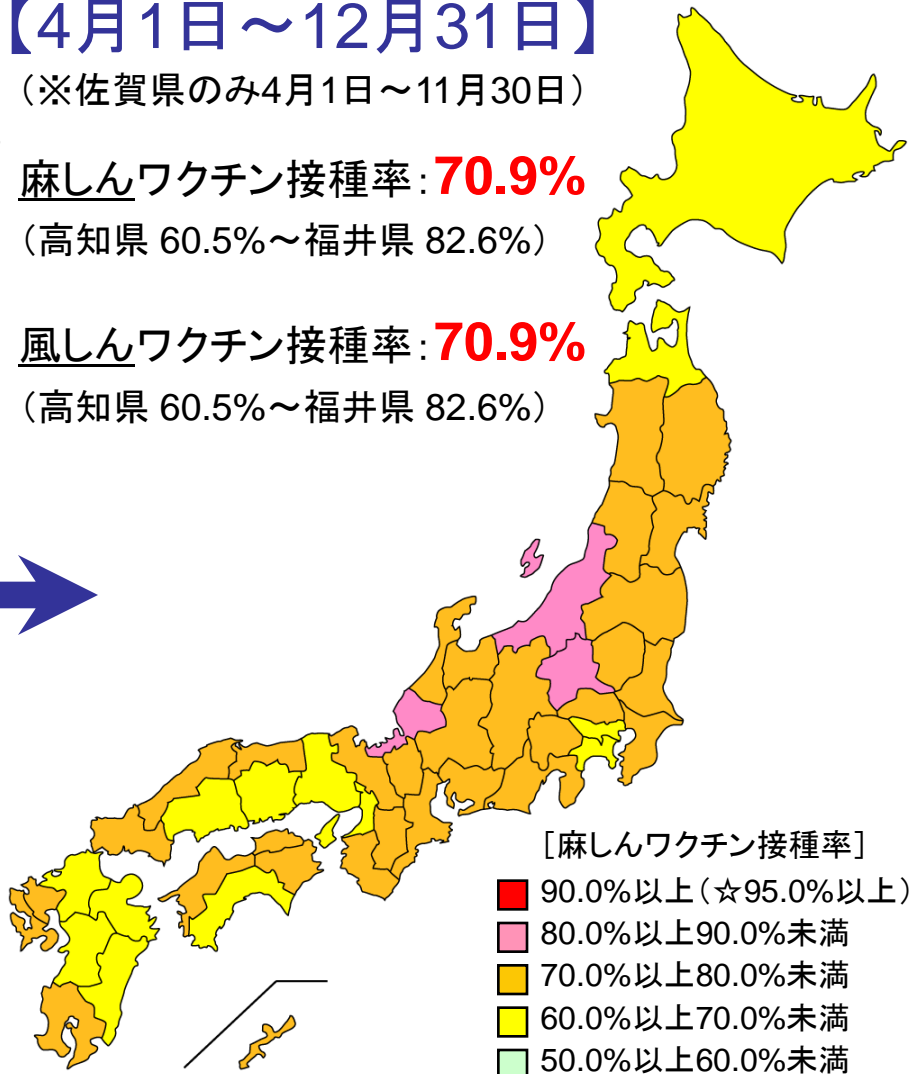 【4月1日～12月31日】
（※佐賀県のみ4月1日～11月30日）
麻しんワクチン接種率：70.9%
（高知県 60.5%～福井県 82.6%）
風しんワクチン接種率：70.9%
（高知県 60.5%～福井県 82.6%）
［麻しんワクチン接種率］
90.0%以上（☆95.0%以上）
80.0%以上90.0%未満
70.0%以上80.0%未満
60.0%以上70.0%未満
50.0%以上60.0%未満